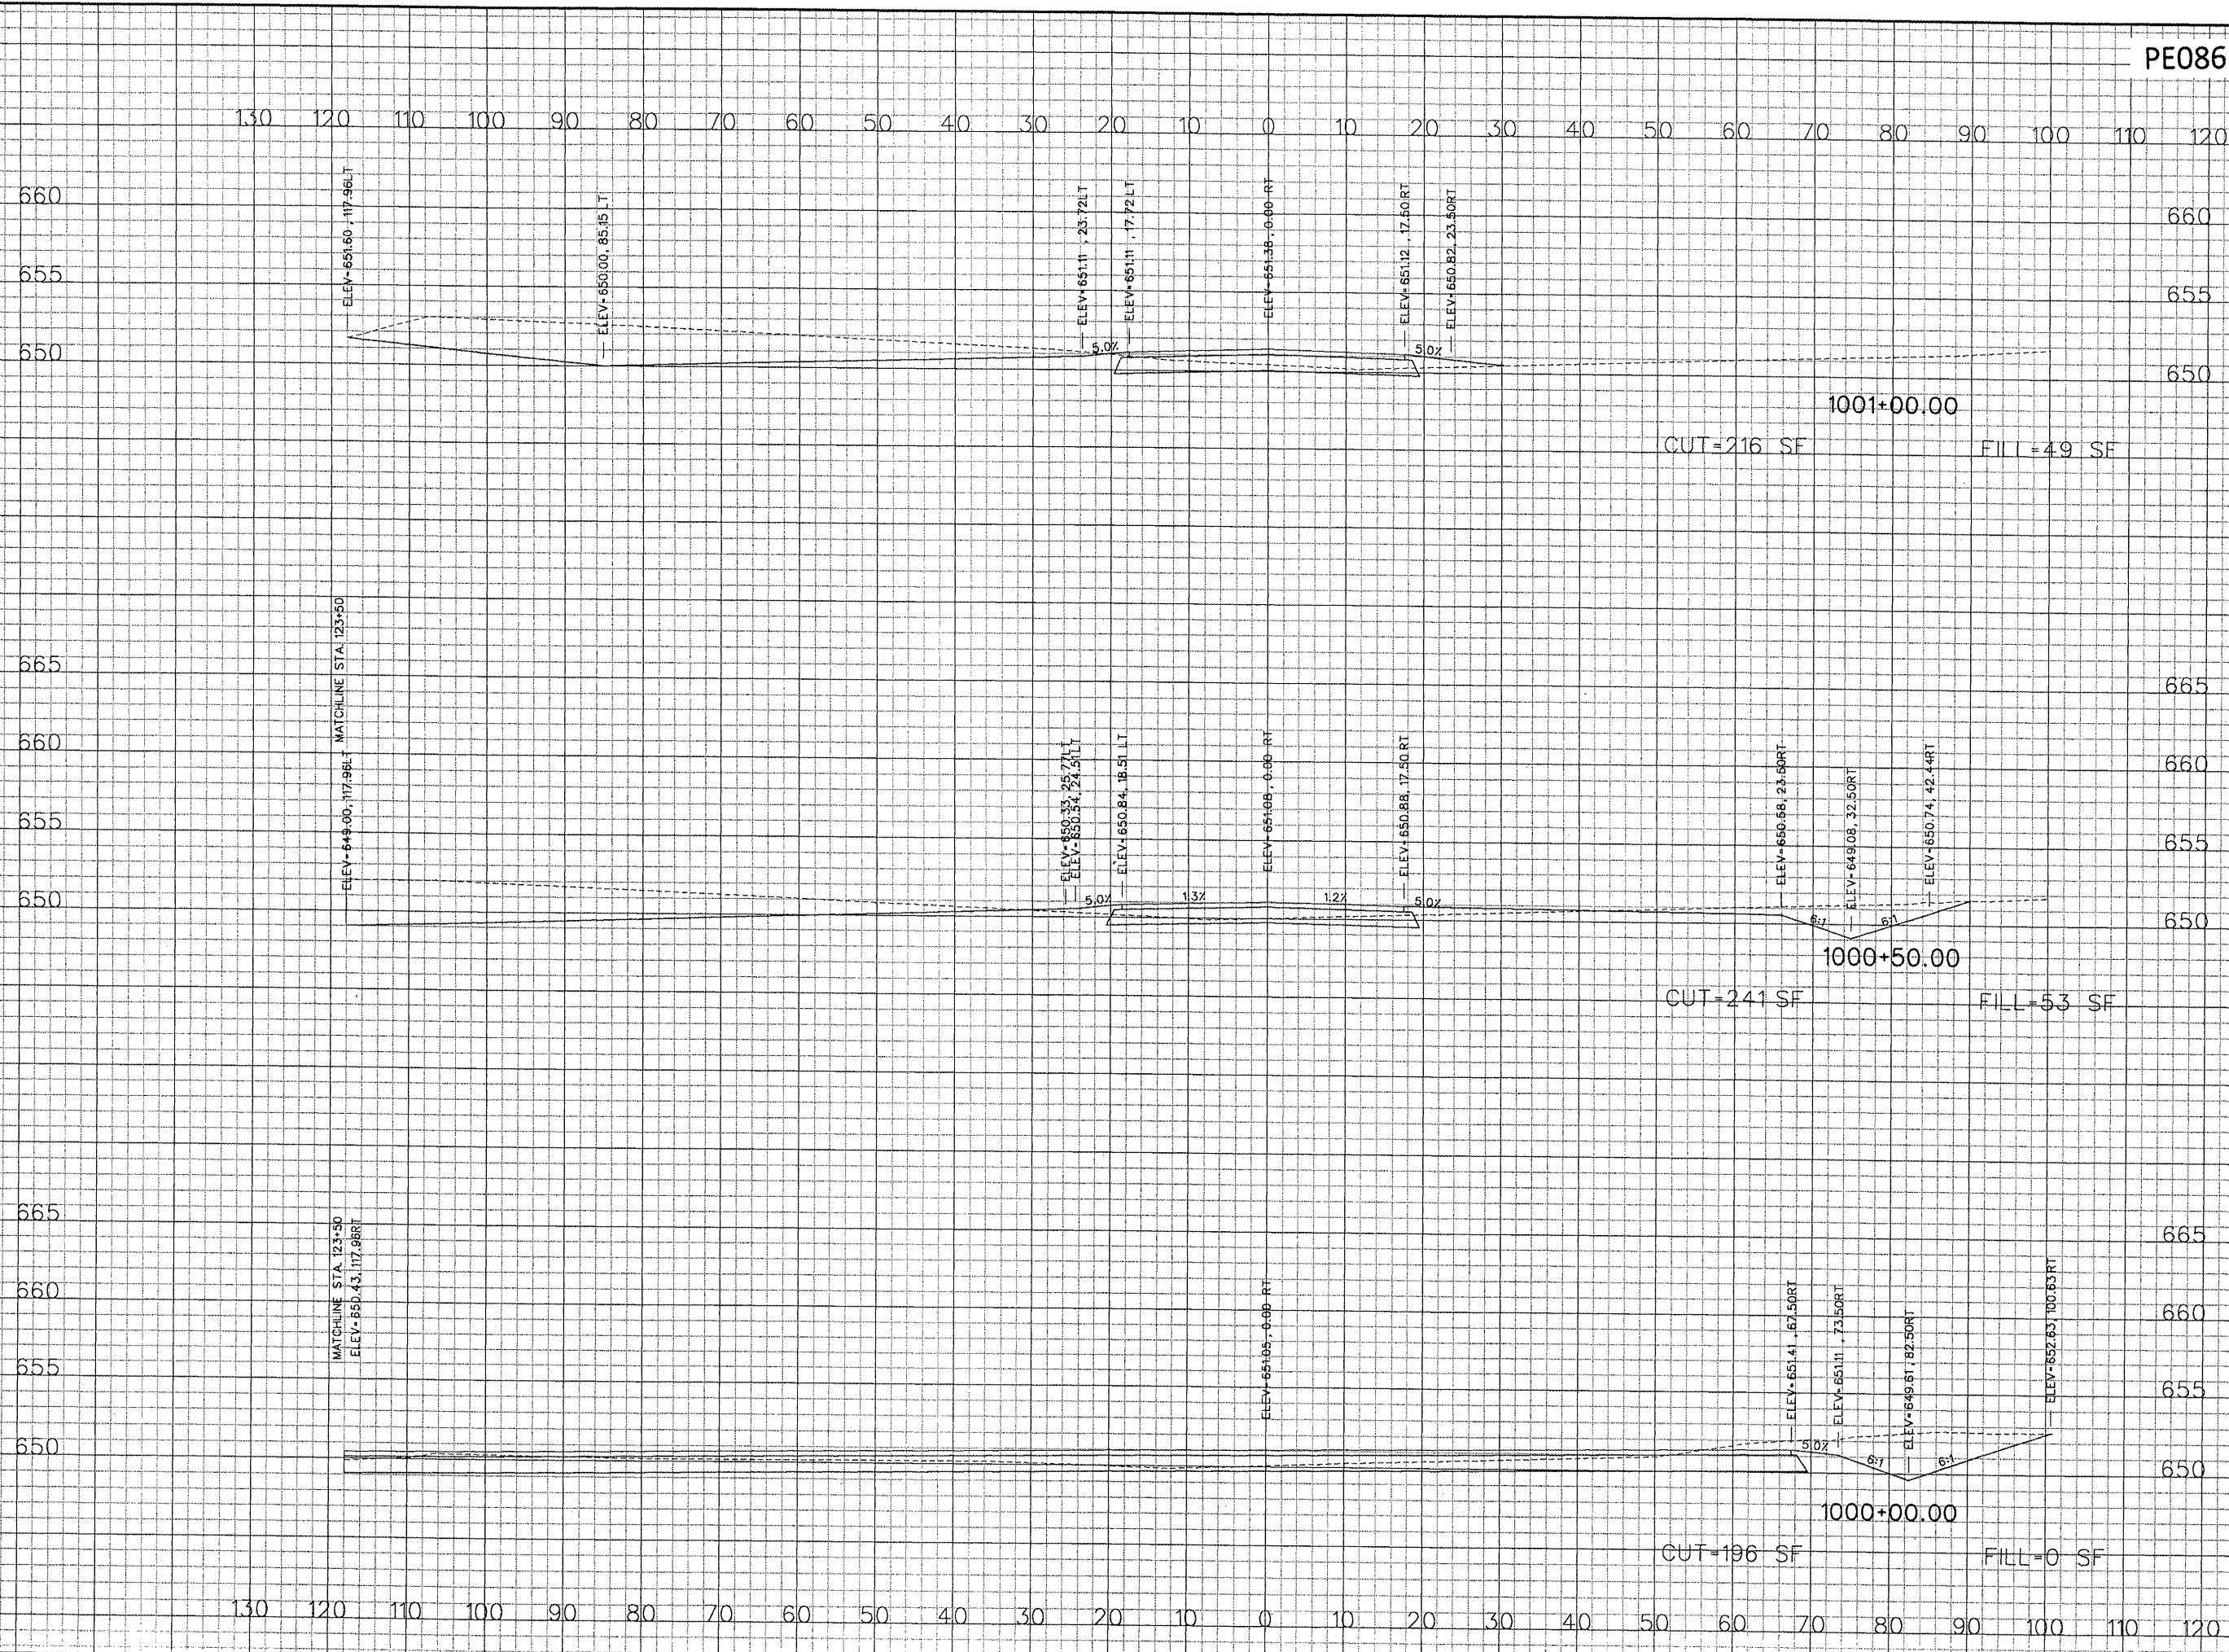 PE086
130 120 110 100 90 80 70 60 50 40 30 20 10 0 10 20 30 40 50 60 70 80 90 100 110 120
ELEV=651.60, 117.96LT
ELEV=650.00, 85.15 LT
ELEV=651.11, 23.72LT
ELEV=651.11, 17.72 LT
ELEV=651.38, 0.00 RT
ELEV=651.12, 17.50 RT
ELEV=650.82, 23.50RT
660 660
655 655
650 5.0% 5.0% 650
1001+00.00
CUT=216 SF FILL=49 SF
MATCHLINE STA. 123+50
ELEV=649.00, 117.96LT
ELEV=650.33, 25.77LT
ELEV=650.54, 24.51LT
ELEV=650.84, 18.51 LT
ELEV=651.08, 0.00 RT
ELEV=650.88, 17.50 RT
ELEV=650.58, 23.60RT
ELEV=649.08, 32.50RT
ELEV=650.74, 42.44RT
665 665
660 660
655 655
650 5.0% 1.3% 1.2% 5.0% 6:1 6:1 650
1000+50.00
CUT=241 SF FILL=53 SF
MATCHLINE STA. 123+50
ELEV=650.43, 117.96RT
ELEV=651.05, 0.00 RT
ELEV=651.41, 67.50RT
ELEV=651.11, 73.50RT
ELEV=649.61, 82.50RT
ELEV=652.63, 100.63RT
665 665
660 660
655 655
650 5.0% 6:1 6:1 650
1000+00.00
CUT=196 SF FILL=0 SF
130 120 110 100 90 80 70 60 50 40 30 20 10 0 10 20 30 40 50 60 70 80 90 100 110 120